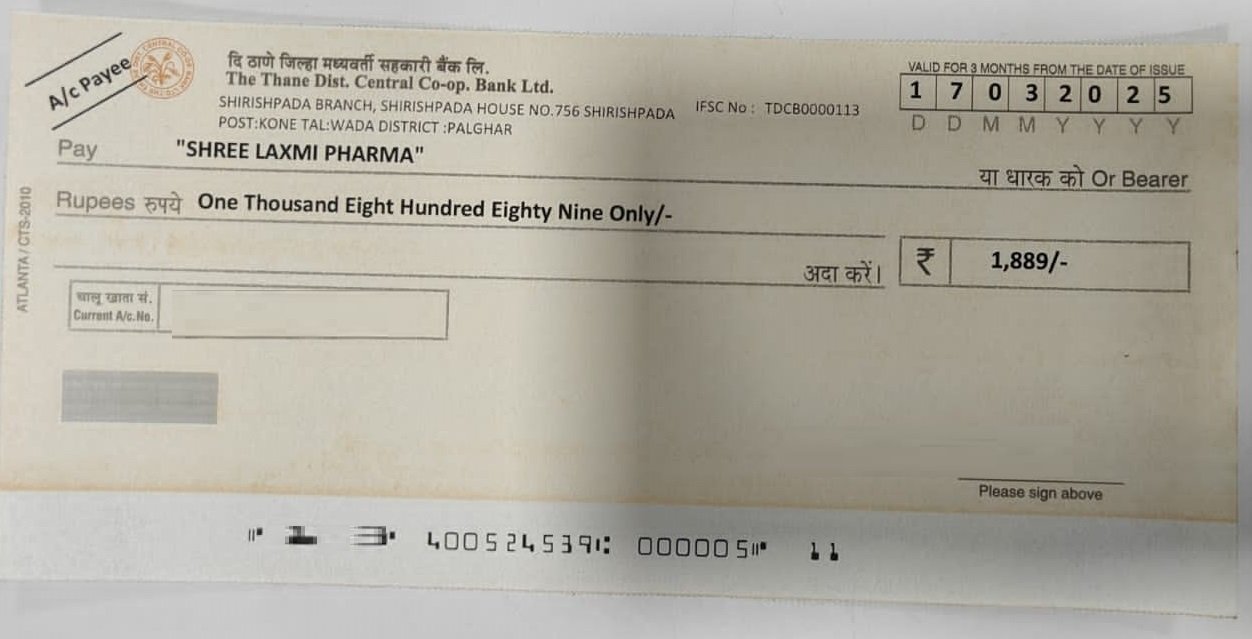 A/c Payee
दि ठाणे जिल्हा मध्यवर्ती सहकारी बैंक लि.
The Thane Dist. Central Co-op. Bank Ltd.
SHIRISHPADA BRANCH, SHIRISHPADA HOUSE NO.756 SHIRISHPADA
POST:KONE TAL:WADA DISTRICT :PALGHAR
IFSC No : TDCB0000113
VALID FOR 3 MONTHS FROM THE DATE OF ISSUE
1 7 0 3 2 0 2 5
D D M M Y Y Y Y
Pay "SHREE LAXMI PHARMA"
या धारक को Or Bearer
Rupees रुपये One Thousand Eight Hundred Eighty Nine Only/-
अदा करें।
₹ 1,889/-
ATLANTA / CTS-2010
चालू खाता सं.
Current A/c.No.
Please sign above
400524539⑆ 000005⑈ 11